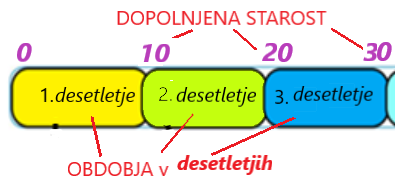 DOPOLNJENA STAROST
0 10 20 30
1.desetletje 2. desetletje 3. desetletje
OBDOBJA v desetletjih